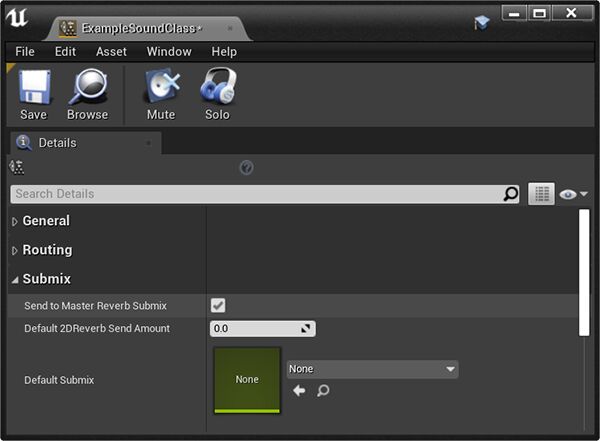 ExampleSoundClass*
File Edit Asset Window Help
Save Browse Mute Solo
Details
Search Details
General
Routing
Submix
Send to Master Reverb Submix
Default 2DReverb Send Amount 0.0
Default Submix None None